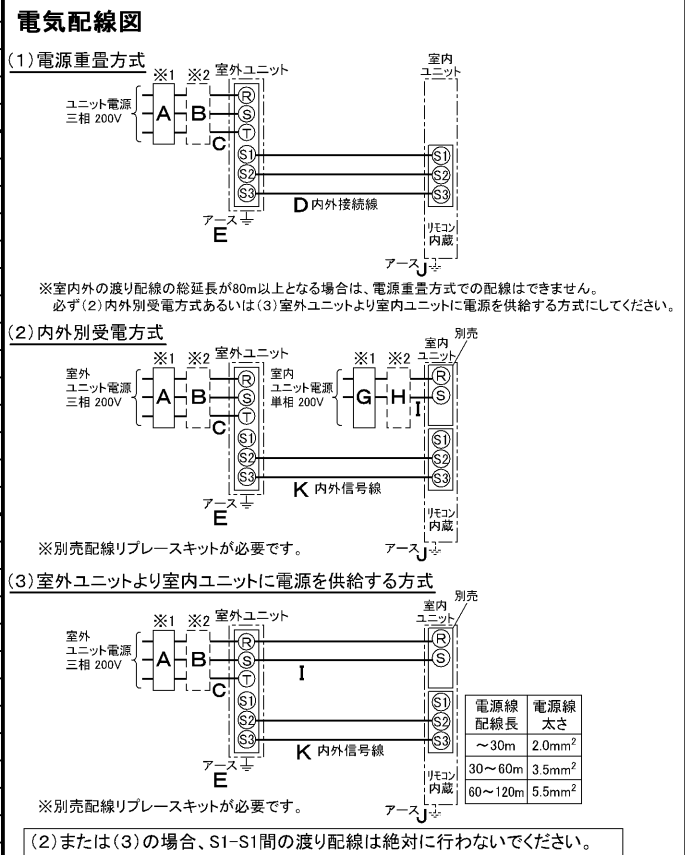 電気配線図
(1)電源重畳方式
※1 ※2 室外ユニット
室内
ユニット
ユニット電源
三相 200V
A B
C
R
S
T
S1
S2
S3
S1
S2
S3
D 内外接続線
アース
E
リモコン
内蔵
アース J
※室内外の渡り配線の総延長が80m以上となる場合は、電源重畳方式での配線はできません。
必ず(2)内外別受電方式あるいは(3)室外ユニットより室内ユニットに電源を供給する方式にしてください。
(2)内外別受電方式
※1 ※2 室外ユニット
※1 ※2
室内
ユニット
別売
室外
ユニット電源
三相 200V
A B
C
R
S
T
S1
S2
S3
室内
ユニット電源
単相 200V
G H
I
R
S
S1
S2
S3
K 内外信号線
アース
E
リモコン
内蔵
アース J
※別売配線リプレースキットが必要です。
(3)室外ユニットより室内ユニットに電源を供給する方式
※1 ※2 室外ユニット
室内
ユニット
別売
室外
ユニット電源
三相 200V
A B
C
R
S
T
S1
S2
S3
I
R
S
S1
S2
S3
K 内外信号線
アース
E
リモコン
内蔵
アース J
電源線
配線長
電源線
太さ
～30m 2.0mm²
30～60m 3.5mm²
60～120m 5.5mm²
※別売配線リプレースキットが必要です。
(2)または(3)の場合、S1-S1間の渡り配線は絶対に行わないでください。